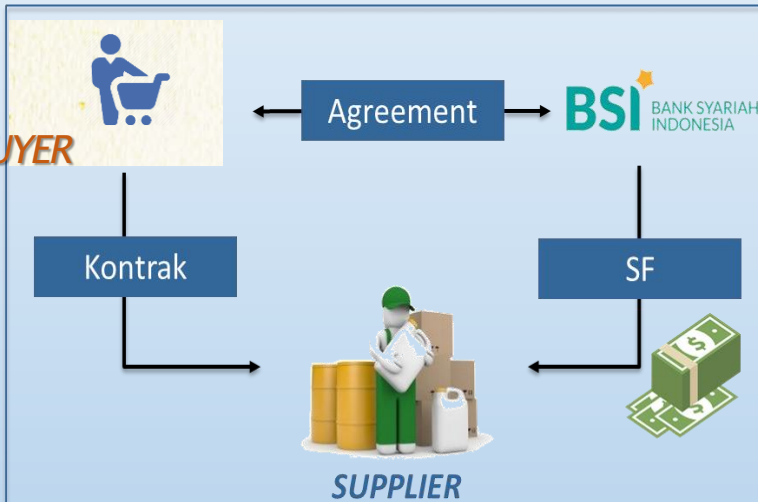 Agreement
BSI BANK SYARIAH
INDONESIA
UYER
Kontrak
SF
SUPPLIER